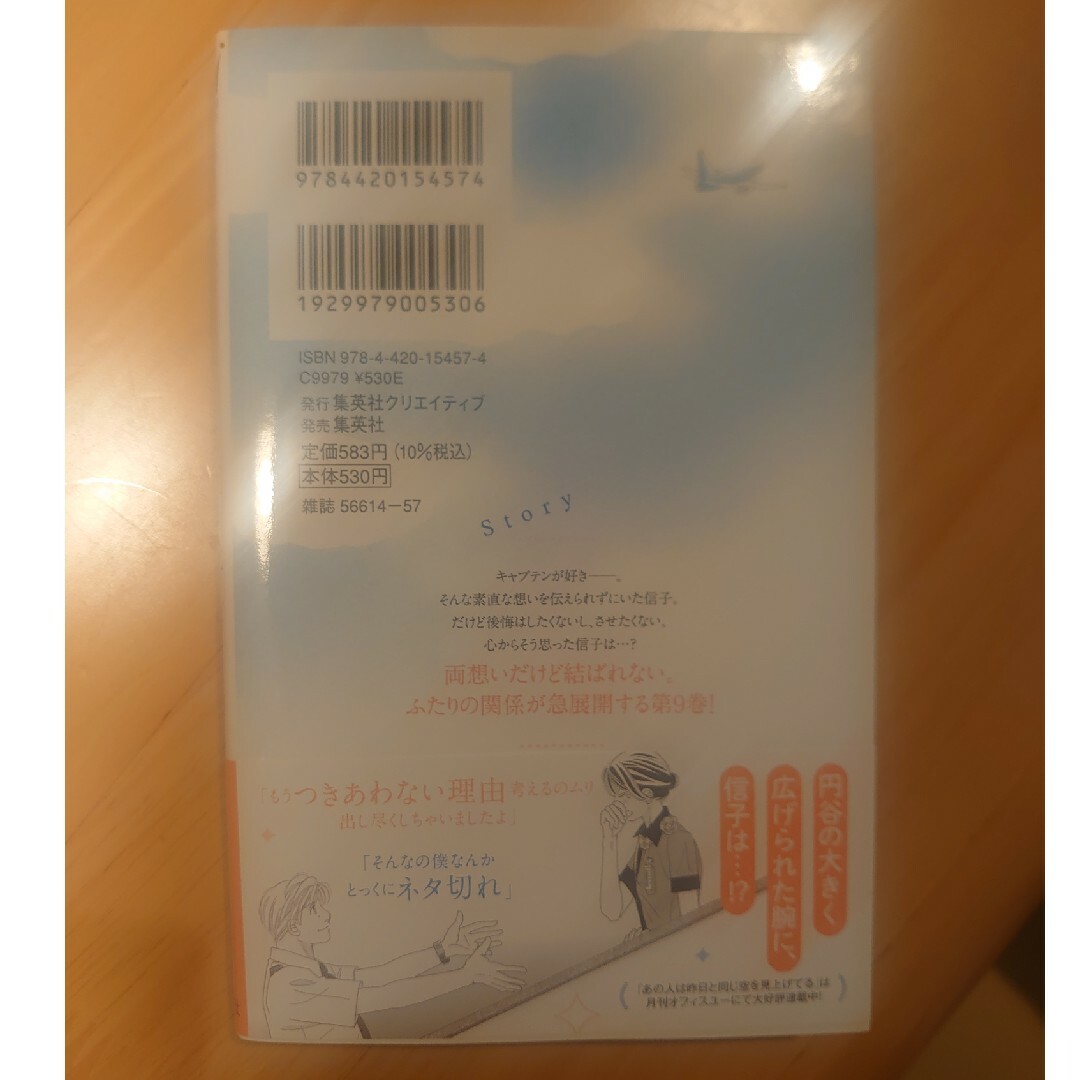 9784420154574
1929979005306
ISBN 978-4-420-15457-4
C9979 ¥530E
発行 集英社クリエイティブ
発売 集英社
定価583円(10%税込)
本体530円
雑誌 56614-57
Story
キャプテンが好き――。
そんな素直な想いを伝えられずにいた信子。
だけど後悔はしたくないし、させたくない。
心からそう思った信子は…?
両想いだけど結ばれない。
ふたりの関係が急展開する第9巻!
「もうつきあわない理由考えるのムリ
出し尽くしちゃいましたよ」
「そんなの僕なんか
とっくにネタ切れ」
円谷の大きく
広げられた腕に、
信子は…!?
「あの人は昨日と同じ空を見上げてる」は
月刊オフィスユーにて大好評連載中!